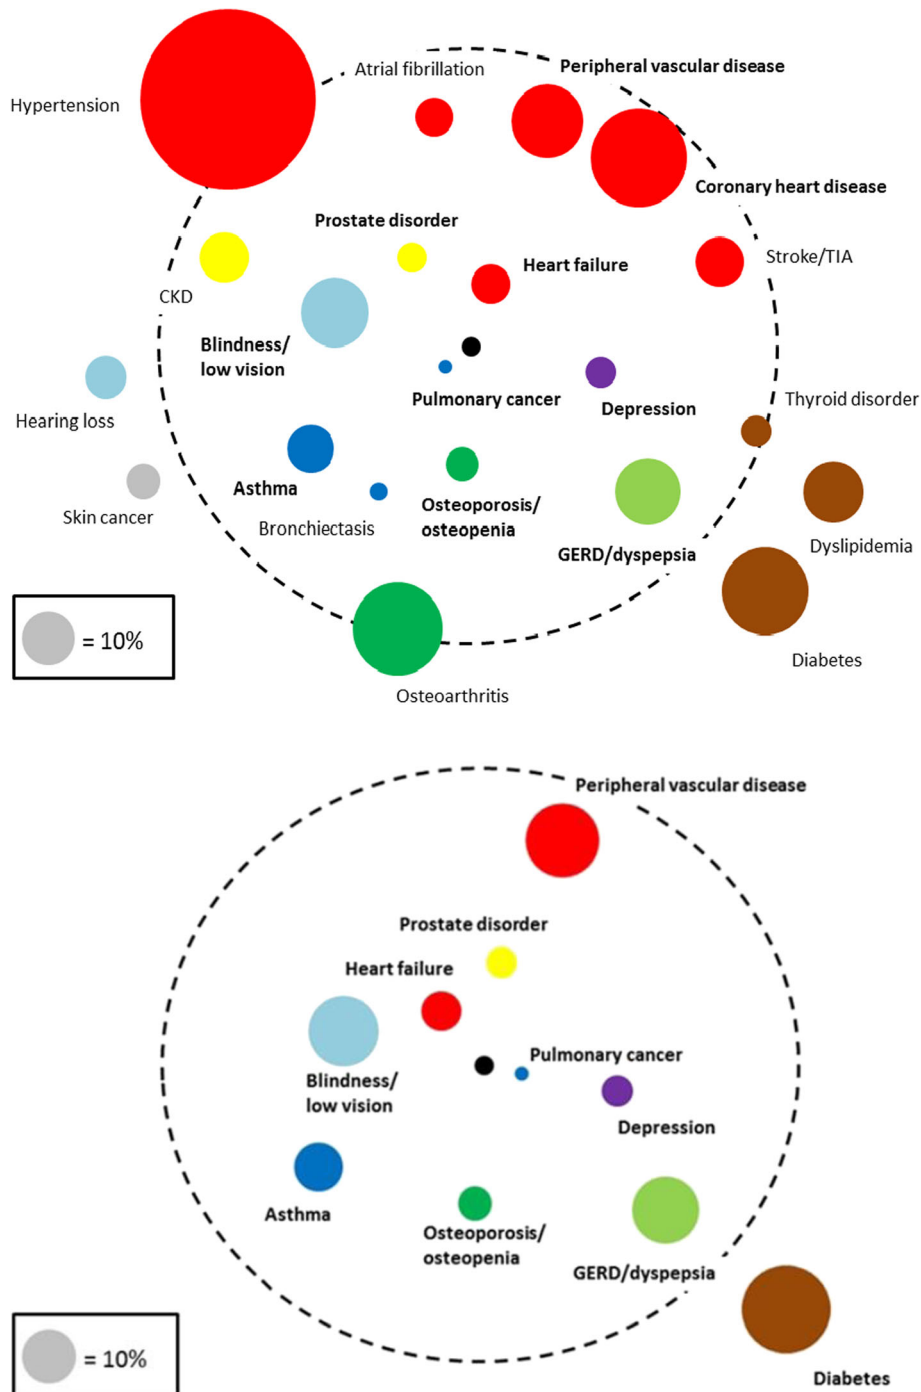 Atrial fibrillation
Peripheral vascular disease
Hypertension
Coronary heart disease
Prostate disorder
Heart failure
Stroke/TIA
CKD
Blindness/
low vision
Pulmonary cancer
Depression
Thyroid disorder
Hearing loss
Asthma
Skin cancer
Bronchiectasis
Osteoporosis/
osteopenia
GERD/dyspepsia
Dyslipidemia
= 10%
Diabetes
Osteoarthritis
Peripheral vascular disease
Prostate disorder
Heart failure
Pulmonary cancer
Blindness/
low vision
Depression
Asthma
Osteoporosis/
osteopenia
GERD/dyspepsia
= 10%
Diabetes